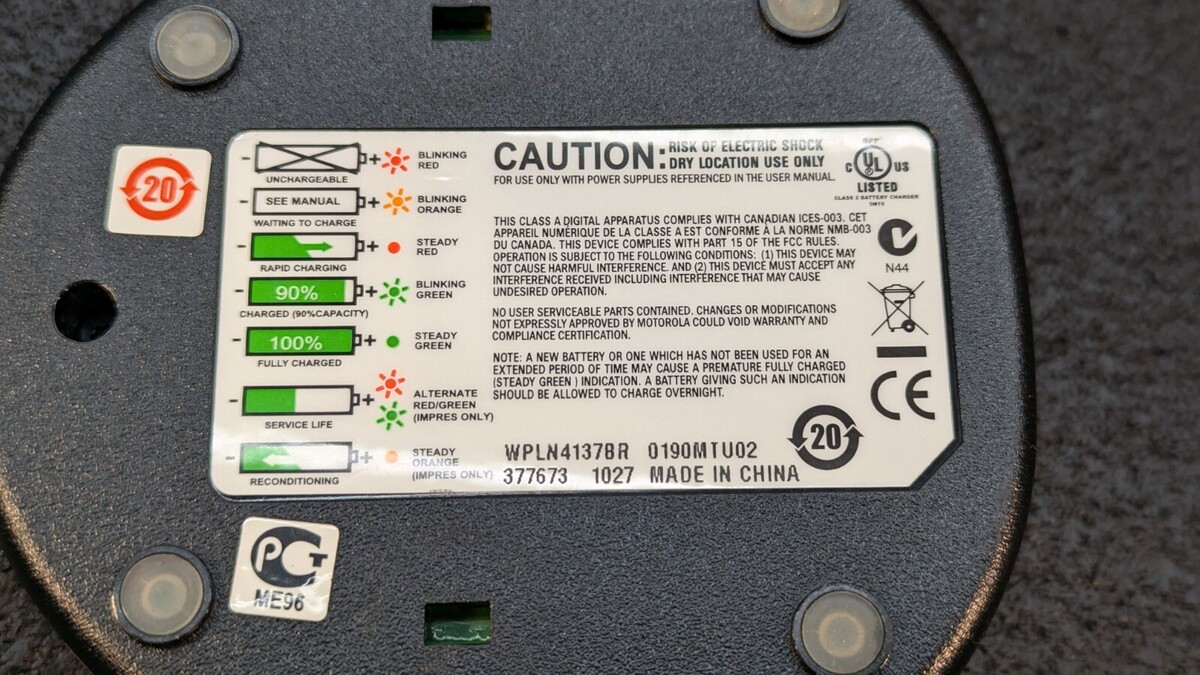 20
UNCHARGEABLE
BLINKING
RED
SEE MANUAL
WAITING TO CHARGE
BLINKING
ORANGE
RAPID CHARGING
STEADY
RED
90%
CHARGED (90%CAPACITY)
BLINKING
GREEN
100%
FULLY CHARGED
STEADY
GREEN
SERVICE LIFE
ALTERNATE
RED/GREEN
(IMPRES ONLY)
RECONDITIONING
STEADY
ORANGE
(IMPRES ONLY)
CAUTION: RISK OF ELECTRIC SHOCK
DRY LOCATION USE ONLY
FOR USE ONLY WITH POWER SUPPLIES REFERENCED IN THE USER MANUAL.
C UL US
LISTED
CLASS 2 BATTERY CHARGER
THIS CLASS A DIGITAL APPARATUS COMPLIES WITH CANADIAN ICES-003. CET
APPAREIL NUMÉRIQUE DE LA CLASSE A EST CONFORME À LA NORME NMB-003
DU CANADA. THIS DEVICE COMPLIES WITH PART 15 OF THE FCC RULES.
OPERATION IS SUBJECT TO THE FOLLOWING CONDITIONS: (1) THIS DEVICE MAY
NOT CAUSE HARMFUL INTERFERENCE. AND (2) THIS DEVICE MUST ACCEPT ANY
INTERFERENCE RECEIVED INCLUDING INTERFERENCE THAT MAY CAUSE
UNDESIRED OPERATION.
N44
NO USER SERVICEABLE PARTS CONTAINED. CHANGES OR MODIFICATIONS
NOT EXPRESSLY APPROVED BY MOTOROLA COULD VOID WARRANTY AND
COMPLIANCE CERTIFICATION.
NOTE: A NEW BATTERY OR ONE WHICH HAS NOT BEEN USED FOR AN
EXTENDED PERIOD OF TIME MAY CAUSE A PREMATURE FULLY CHARGED
(STEADY GREEN ) INDICATION. A BATTERY GIVING SUCH AN INDICATION
SHOULD BE ALLOWED TO CHARGE OVERNIGHT.
CE
20
WPLN4137BR 0190MTU02
377673 1027 MADE IN CHINA
PCT
ME96